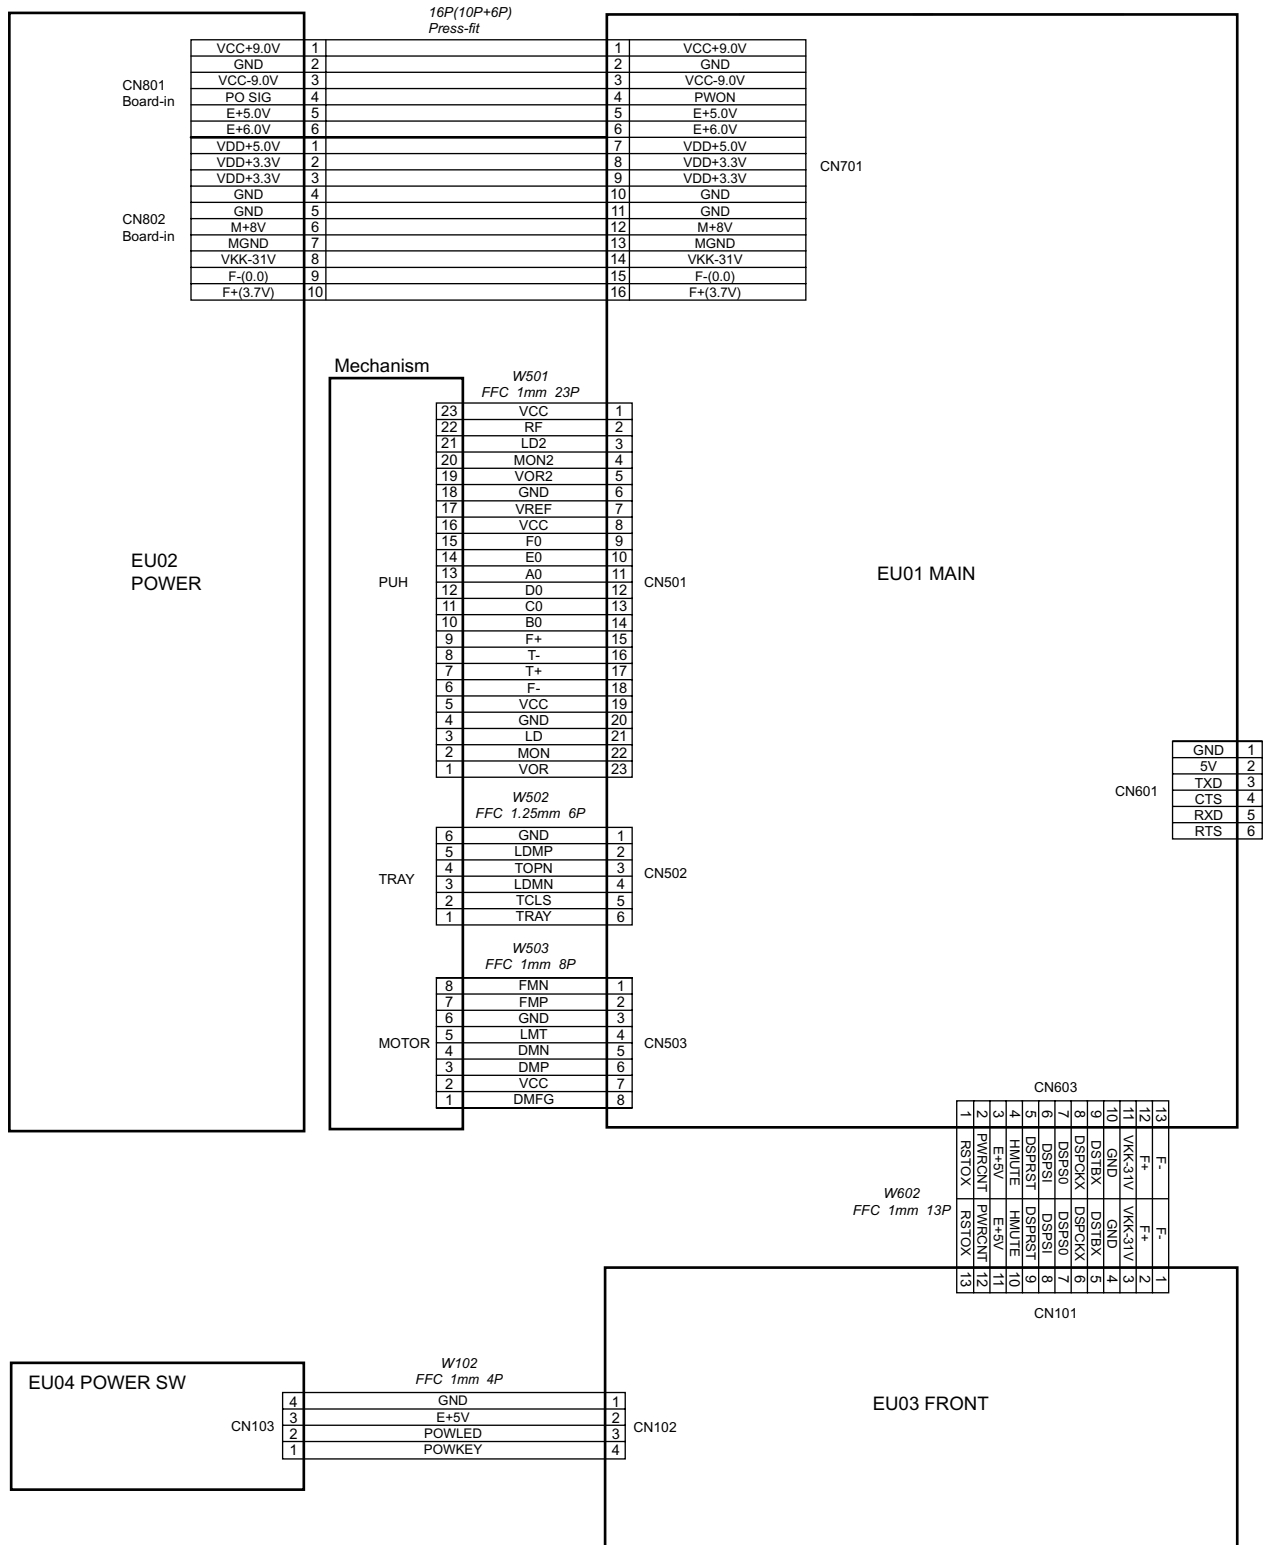 16P(10P+6P)
Press-fit
CN801
Board-in
VCC+9.0V 1 1 VCC+9.0V
GND 2 2 GND
VCC-9.0V 3 3 VCC-9.0V
PO SIG 4 4 PWON
E+5.0V 5 5 E+5.0V
E+6.0V 6 6 E+6.0V
CN701
CN802
Board-in
VDD+5.0V 1 7 VDD+5.0V
VDD+3.3V 2 8 VDD+3.3V
VDD+3.3V 3 9 VDD+3.3V
GND 4 10 GND
GND 5 11 GND
M+8V 6 12 M+8V
MGND 7 13 MGND
VKK-31V 8 14 VKK-31V
F-(0.0) 9 15 F-(0.0)
F+(3.7V) 10 16 F+(3.7V)
EU02
POWER
EU01 MAIN
Mechanism
W501
FFC 1mm 23P
PUH
CN501
23 VCC 1
22 RF 2
21 LD2 3
20 MON2 4
19 VOR2 5
18 GND 6
17 VREF 7
16 VCC 8
15 F0 9
14 E0 10
13 A0 11
12 D0 12
11 C0 13
10 B0 14
9 F+ 15
8 T- 16
7 T+ 17
6 F- 18
5 VCC 19
4 GND 20
3 LD 21
2 MON 22
1 VOR 23
CN601
GND 1
5V 2
TXD 3
CTS 4
RXD 5
RTS 6
W502
FFC 1.25mm 6P
TRAY
CN502
6 GND 1
5 LDMP 2
4 TOPN 3
3 LDMN 4
2 TCLS 5
1 TRAY 6
W503
FFC 1mm 8P
MOTOR
CN503
8 FMN 1
7 FMP 2
6 GND 3
5 LMT 4
4 DMN 5
3 DMP 6
2 VCC 7
1 DMFG 8
CN603
W602
FFC 1mm 13P
1 RSTOX RSTOX 13
2 PWRCNT PWRCNT 12
3 E+5V E+5V 11
4 HMUTE HMUTE 10
5 DSPRST DSPRST 9
6 DSPSI DSPSI 8
7 DSPS0 DSPS0 7
8 DSPCKX DSPCKX 6
9 DSTBX DSTBX 5
10 GND GND 4
11 VKK-31V VKK-31V 3
12 F+ F+ 2
13 F- F- 1
CN101
EU04 POWER SW
W102
FFC 1mm 4P
CN103
CN102
4 GND 1
3 E+5V 2
2 POWLED 3
1 POWKEY 4
EU03 FRONT